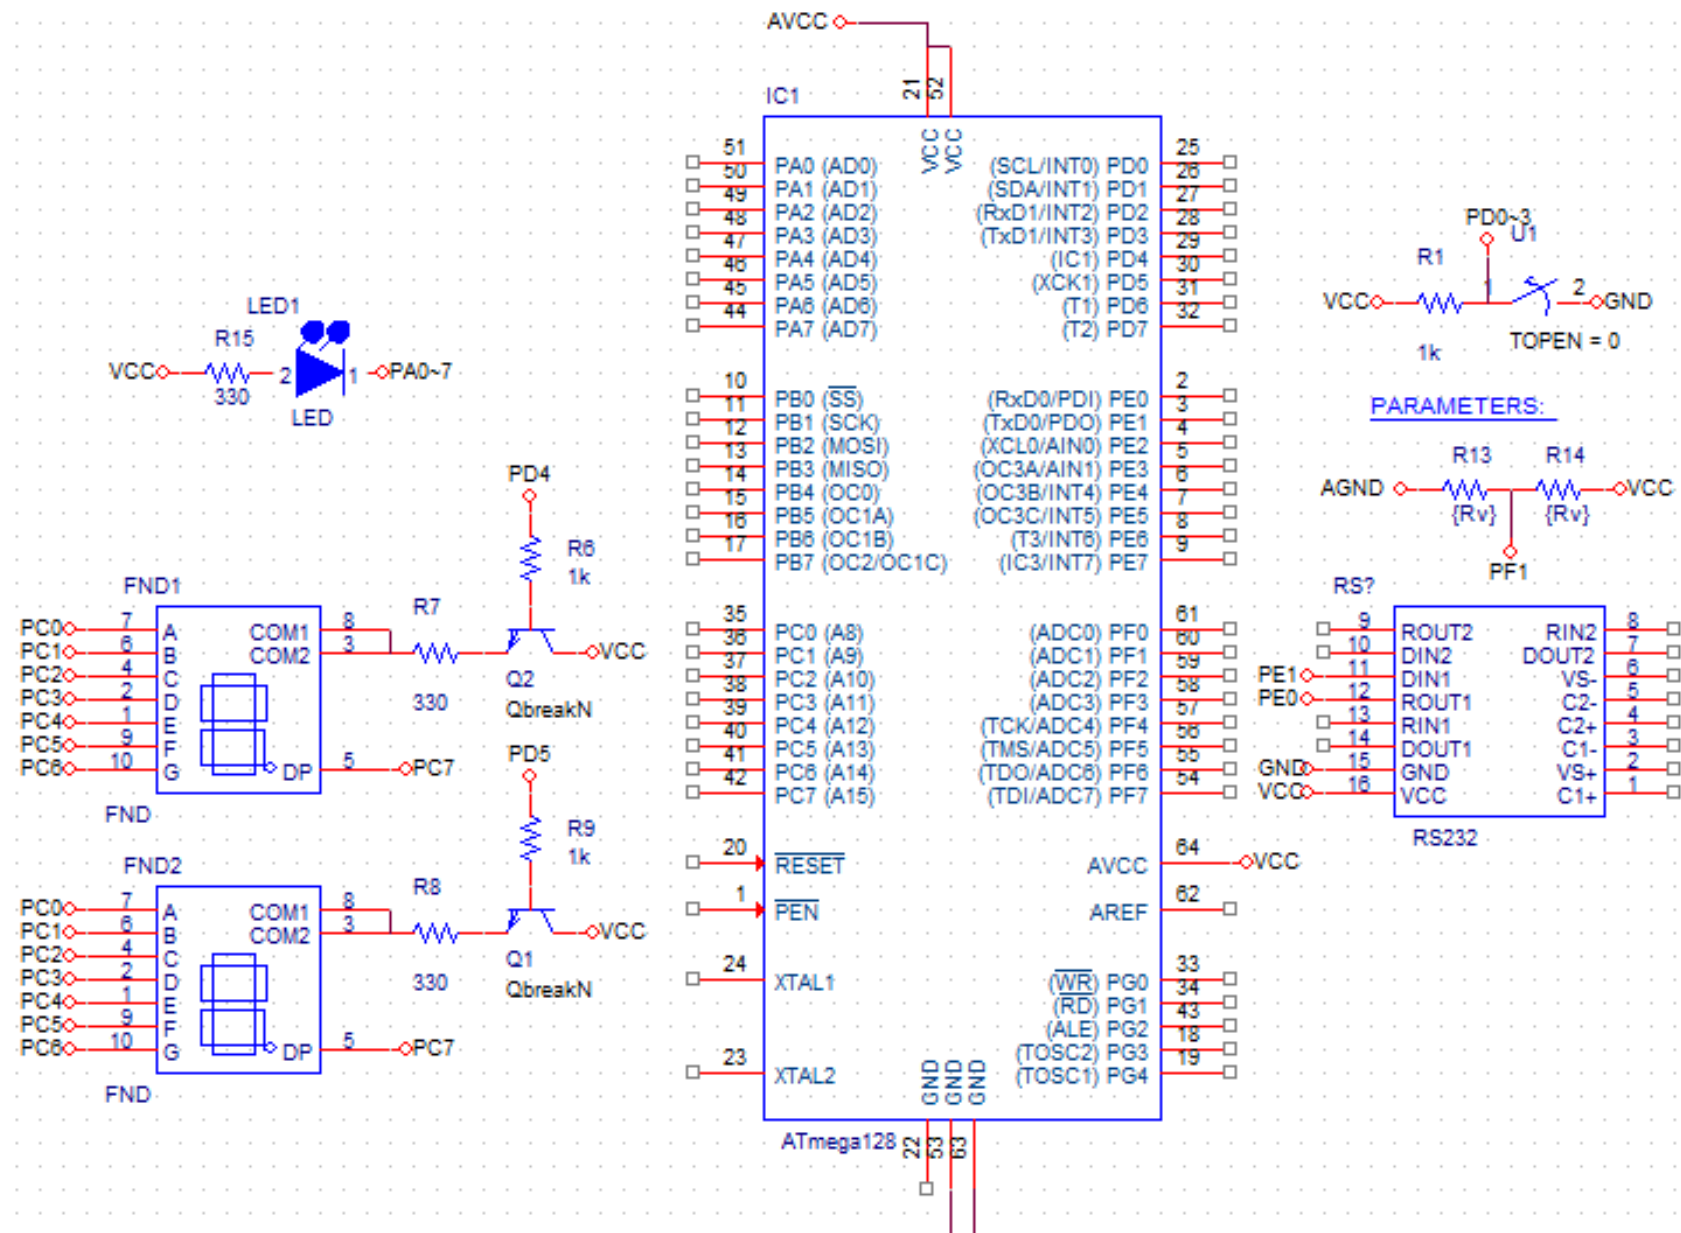 AVCC
21
52
IC1
VCC
VCC
51
PA0 (AD0)
50
PA1 (AD1)
49
PA2 (AD2)
48
PA3 (AD3)
47
PA4 (AD4)
46
PA5 (AD5)
45
PA6 (AD6)
44
PA7 (AD7)
10
PB0 (SS)
11
PB1 (SCK)
12
PB2 (MOSI)
13
PB3 (MISO)
14
PB4 (OC0)
15
PB5 (OC1A)
16
PB6 (OC1B)
17
PB7 (OC2/OC1C)
35
PC0 (A8)
36
PC1 (A9)
37
PC2 (A10)
38
PC3 (A11)
39
PC4 (A12)
40
PC5 (A13)
41
PC6 (A14)
42
PC7 (A15)
20
RESET
1
PEN
24
XTAL1
23
XTAL2
(SCL/INT0) PD0
25
(SDA/INT1) PD1
26
(RxD1/INT2) PD2
27
(TxD1/INT3) PD3
28
(IC1) PD4
29
(XCK1) PD5
30
(T1) PD6
31
(T2) PD7
32
(RxD0/PDI) PE0
2
(TxD0/PDO) PE1
3
(XCL0/AIN0) PE2
4
(OC3A/AIN1) PE3
5
(OC3B/INT4) PE4
6
(OC3C/INT5) PE5
7
(T3/INT6) PE6
8
(IC3/INT7) PE7
9
(ADC0) PF0
61
(ADC1) PF1
60
(ADC2) PF2
59
(ADC3) PF3
58
(TCK/ADC4) PF4
57
(TMS/ADC5) PF5
56
(TDO/ADC6) PF6
55
(TDI/ADC7) PF7
54
AVCC
64
VCC
AREF
62
(WR) PG0
33
(RD) PG1
34
(ALE) PG2
43
(TOSC2) PG3
18
(TOSC1) PG4
19
GND
GND
GND
ATmega128
22
53
63
LED1
R15
VCC
330
2
1
PA0~7
LED
PD4
R6
1k
FND1
PC0
7
A
PC1
6
B
PC2
4
C
PC3
2
D
PC4
1
E
PC5
9
F
PC6
10
G
COM1
8
COM2
3
DP
5
PC7
FND
R7
330
VCC
Q2
QbreakN
PD5
R9
1k
FND2
PC0
7
A
PC1
6
B
PC2
4
C
PC3
2
D
PC4
1
E
PC5
9
F
PC6
10
G
COM1
8
COM2
3
DP
5
PC7
FND
R8
330
VCC
Q1
QbreakN
PD0~3
U1
R1
VCC
1
2
GND
1k
TOPEN = 0
PARAMETERS:
R13
R14
AGND
VCC
{Rv}
{Rv}
PF1
RS?
9
ROUT2
10
DIN2
PE1
11
DIN1
PE0
12
ROUT1
13
RIN1
14
DOUT1
GND
15
GND
VCC
16
VCC
RIN2
8
DOUT2
7
VS-
6
C2-
5
C2+
4
C1-
3
VS+
2
C1+
1
RS232